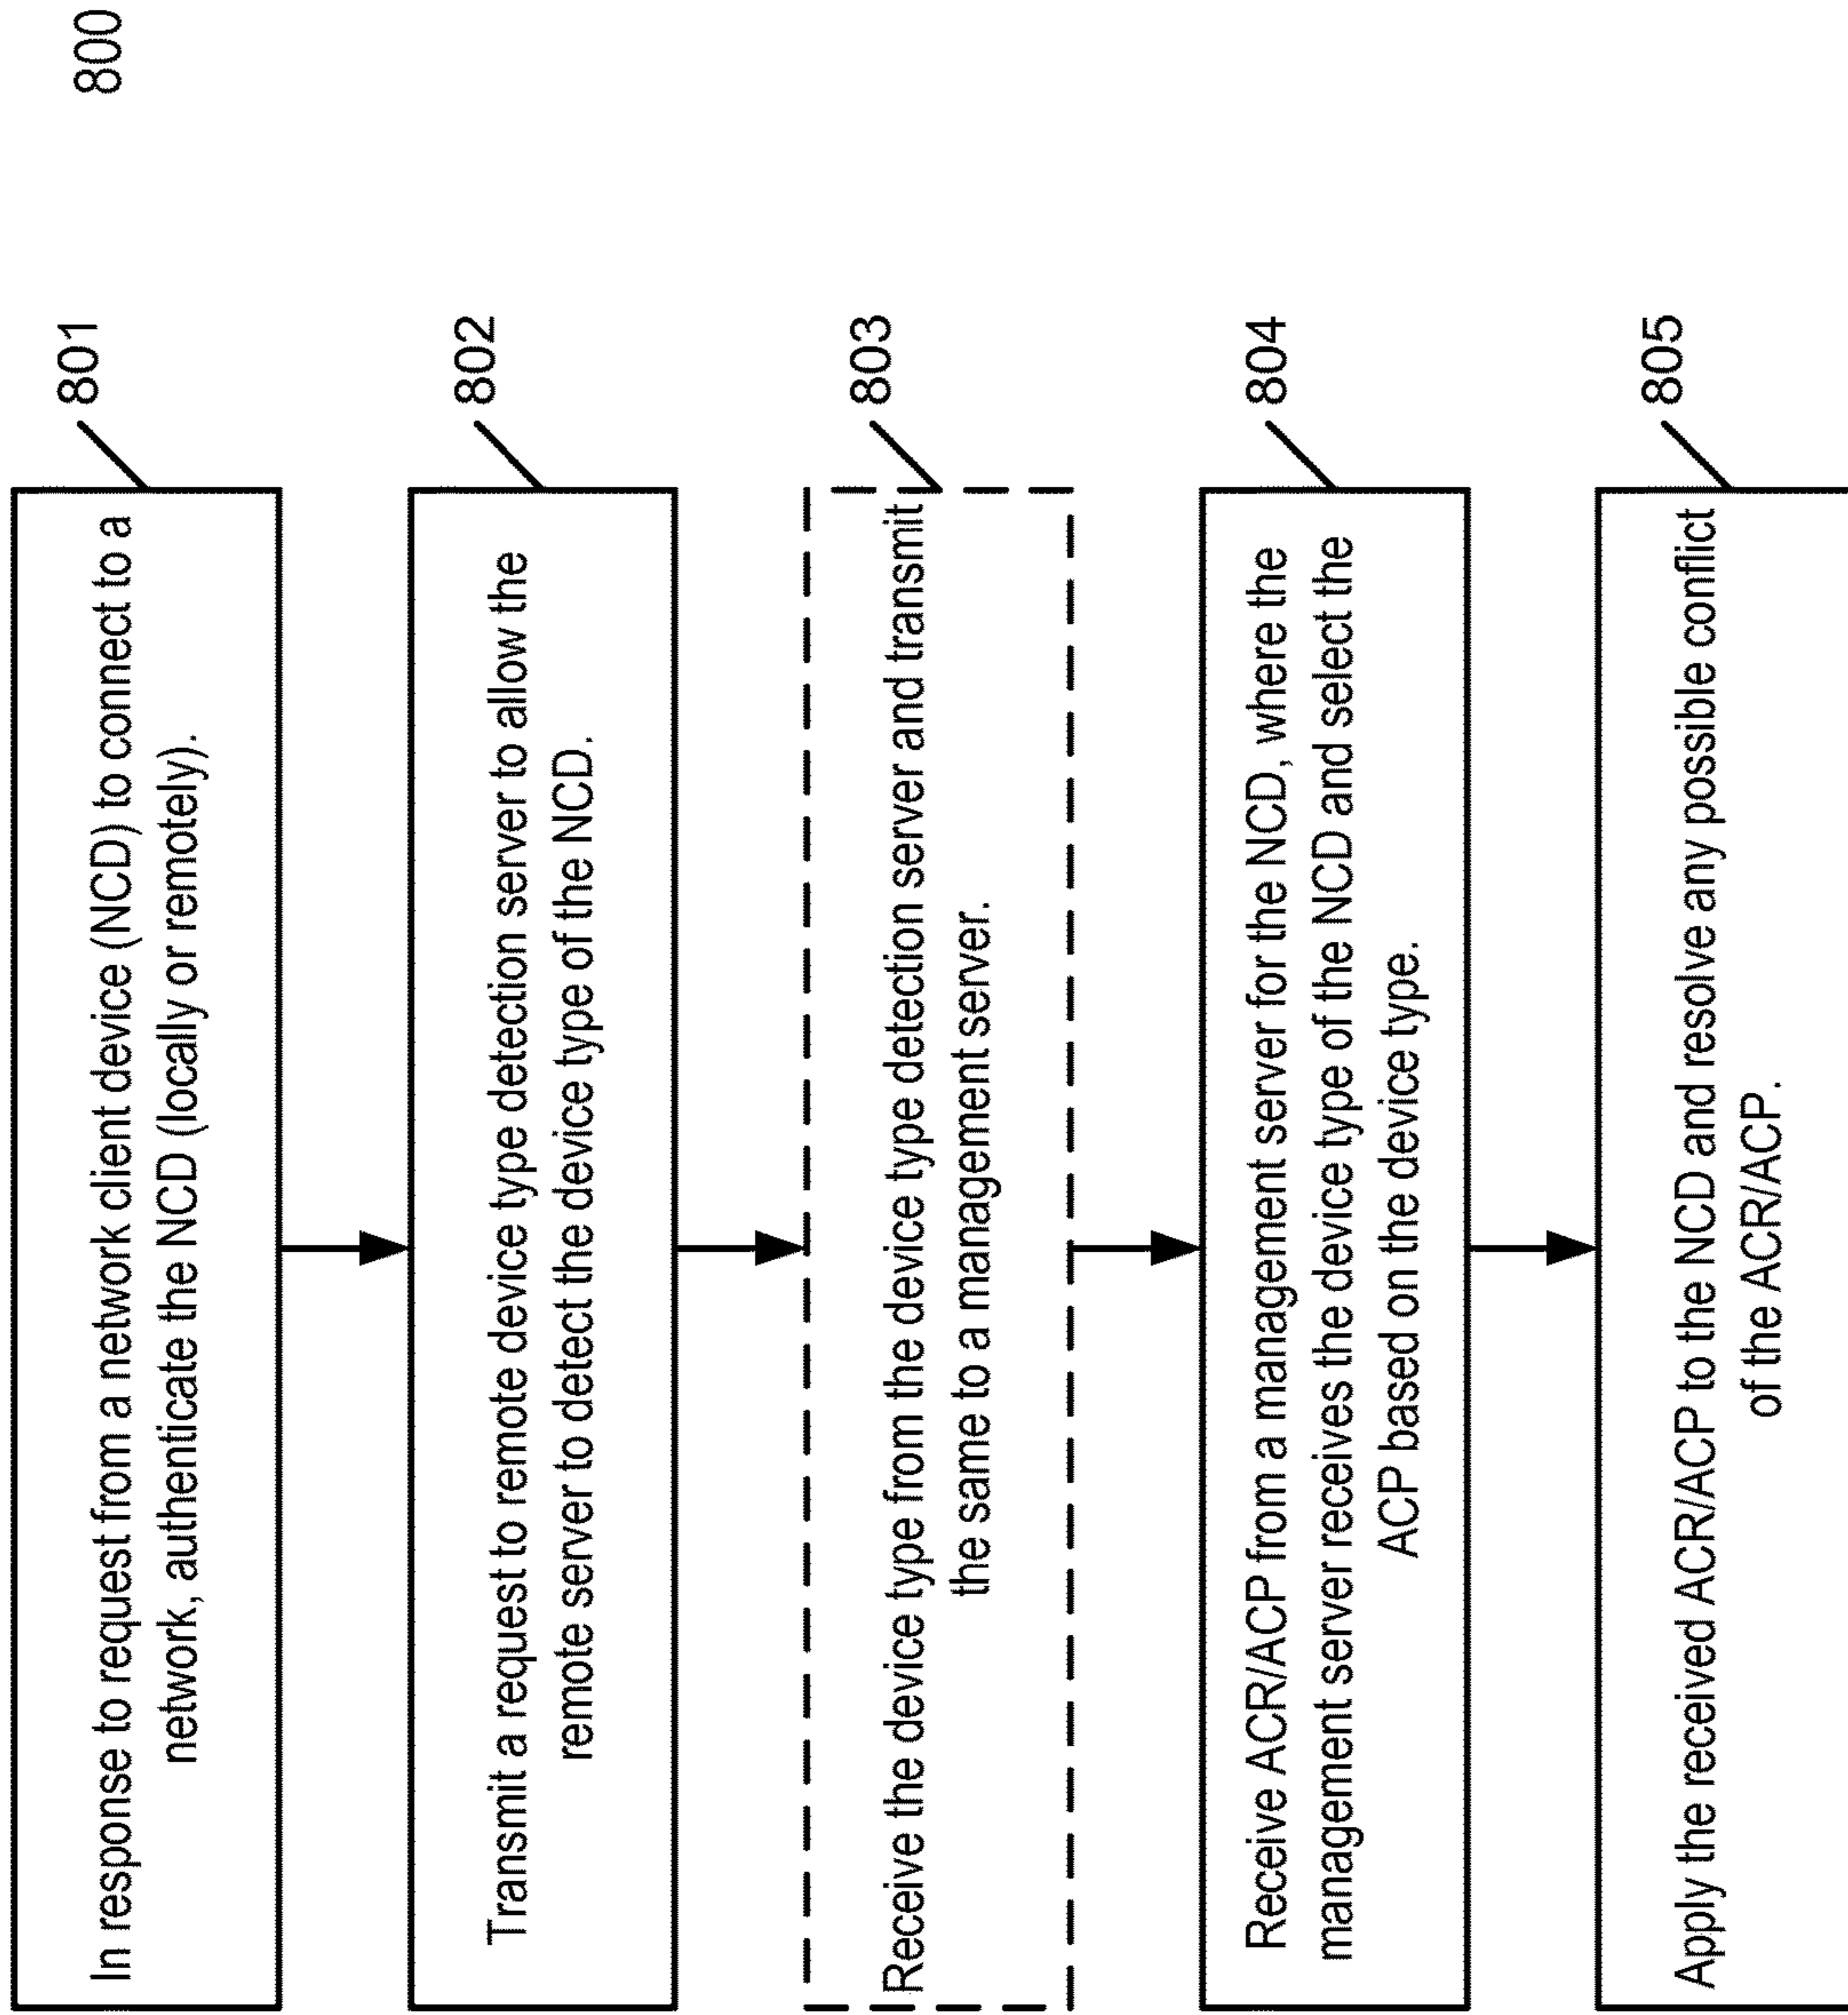 800
801
In response to request from a network client device (NCD) to connect to a
network, authenticate the NCD (locally or remotely).
802
Transmit a request to remote device type detection server to allow the
remote server to detect the device type of the NCD.
803
Receive the device type from the device type detection server and transmit
the same to a management server.
804
Receive ACR/ACP from a management server for the NCD, where the
management server receives the device type of the NCD and select the
ACP based on the device type.
805
Apply the received ACR/ACP to the NCD and resolve any possible conflict
of the ACR/ACP.